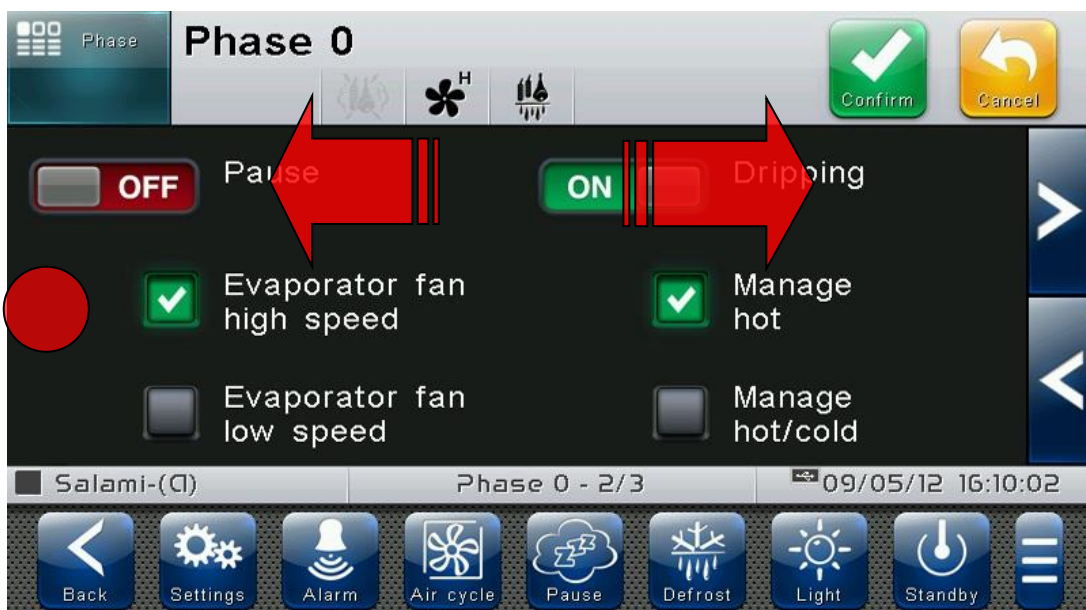 Phase
Phase 0
H
Confirm
Cancel
OFF
Pause
ON
Dripping
Evaporator fan
high speed
Manage
hot
Evaporator fan
low speed
Manage
hot/cold
Salami-(a)
Phase 0 - 2/3
09/05/12 16:10:02
zzz
Back
Settings
Alarm
Air cycle
Pause
Defrost
Light
Standby